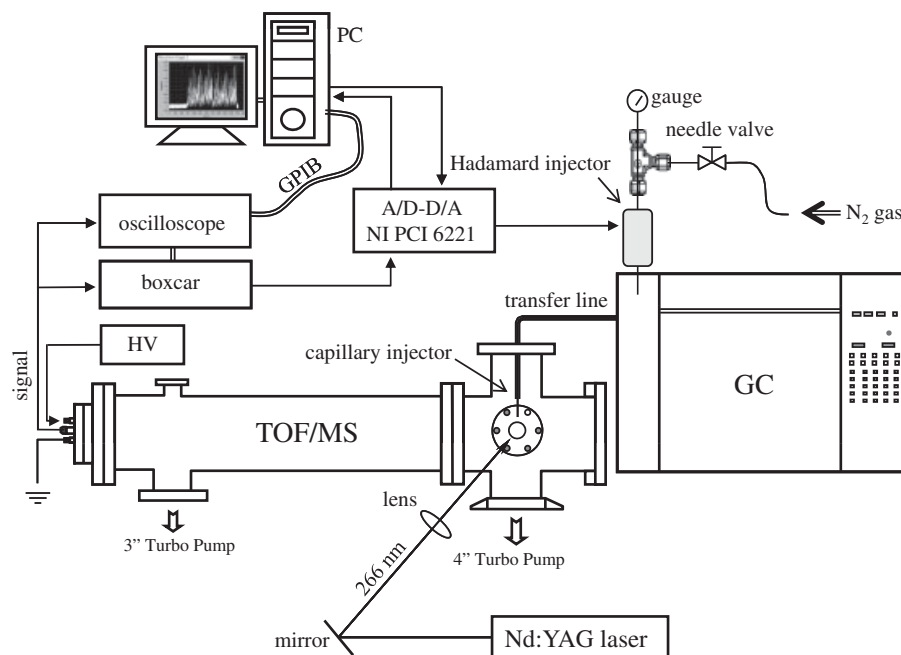 PC
gauge
needle valve
Hadamard injector
GPIB
A/D-D/A
NI PCI 6221
N₂ gas
oscilloscope
boxcar
transfer line
HV
capillary injector
signal
GC
TOF/MS
lens
3” Turbo Pump
4” Turbo Pump
266 nm
mirror
Nd:YAG laser